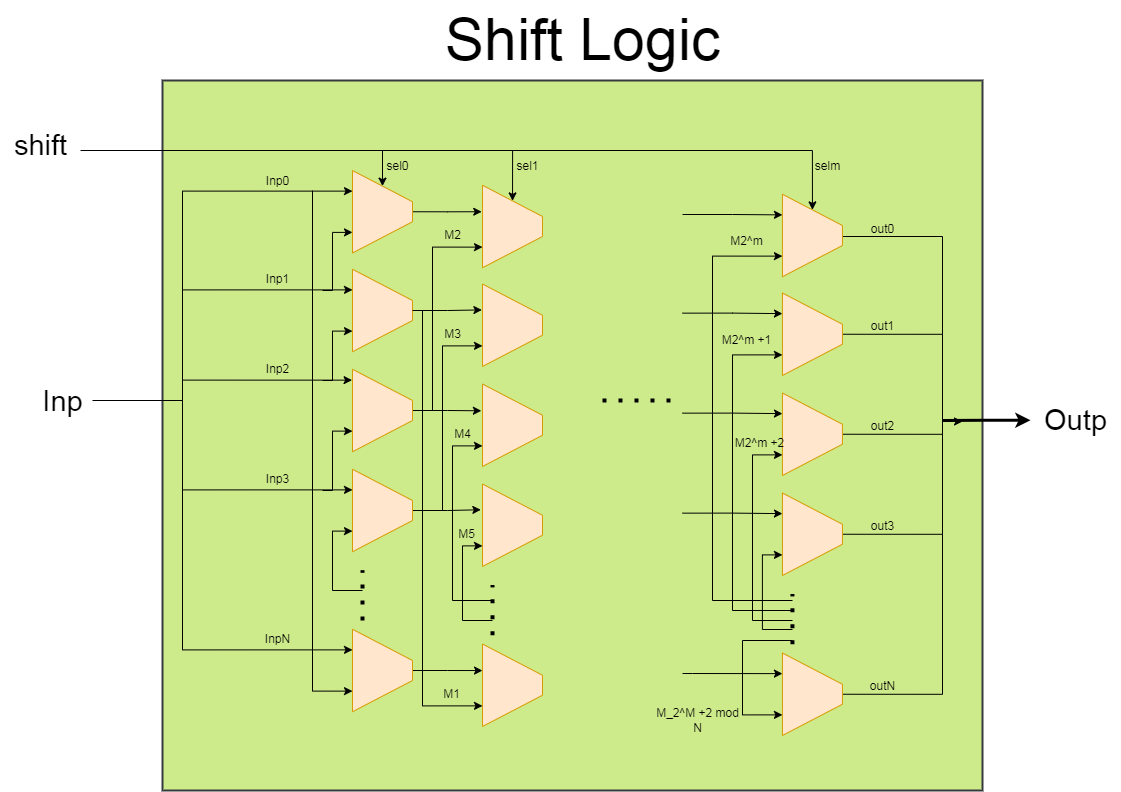 Shift Logic
shift
sel0
sel1
selm
Inp0
Inp1
Inp2
Inp3
InpN
Inp
M2
M3
M4
M5
M1
M2^m
M2^m +1
M2^m +2
M_2^M +2 mod
N
out0
out1
out2
out3
outN
Outp